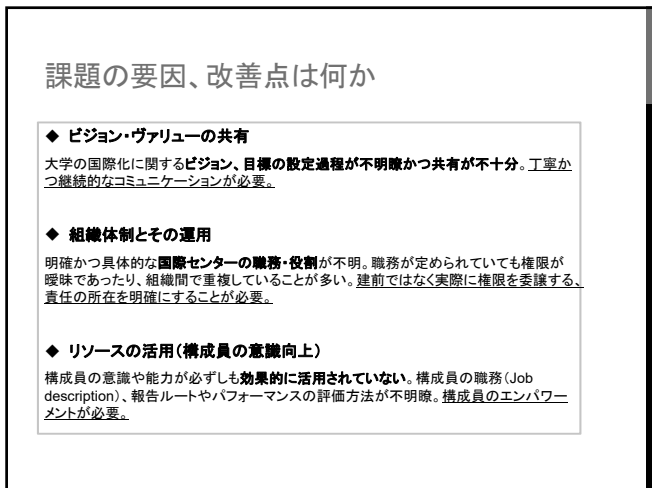 課題の要因、改善点は何か
◆ ビジョン・ヴァリューの共有
大学の国際化に関するビジョン、目標の設定過程が不明瞭かつ共有が不十分。丁寧か
つ継続的なコミュニケーションが必要。
◆ 組織体制とその運用
明確かつ具体的な国際センターの職務・役割が不明。職務が定められていても権限が
曖昧であったり、組織間で重複していることが多い。建前ではなく実際に権限を委譲する、
責任の所在を明確にすることが必要。
◆ リソースの活用（構成員の意識向上）
構成員の意識や能力が必ずしも効果的に活用されていない。構成員の職務（Job
description）、報告ルートやパフォーマンスの評価方法が不明瞭。構成員のエンパワー
メントが必要。